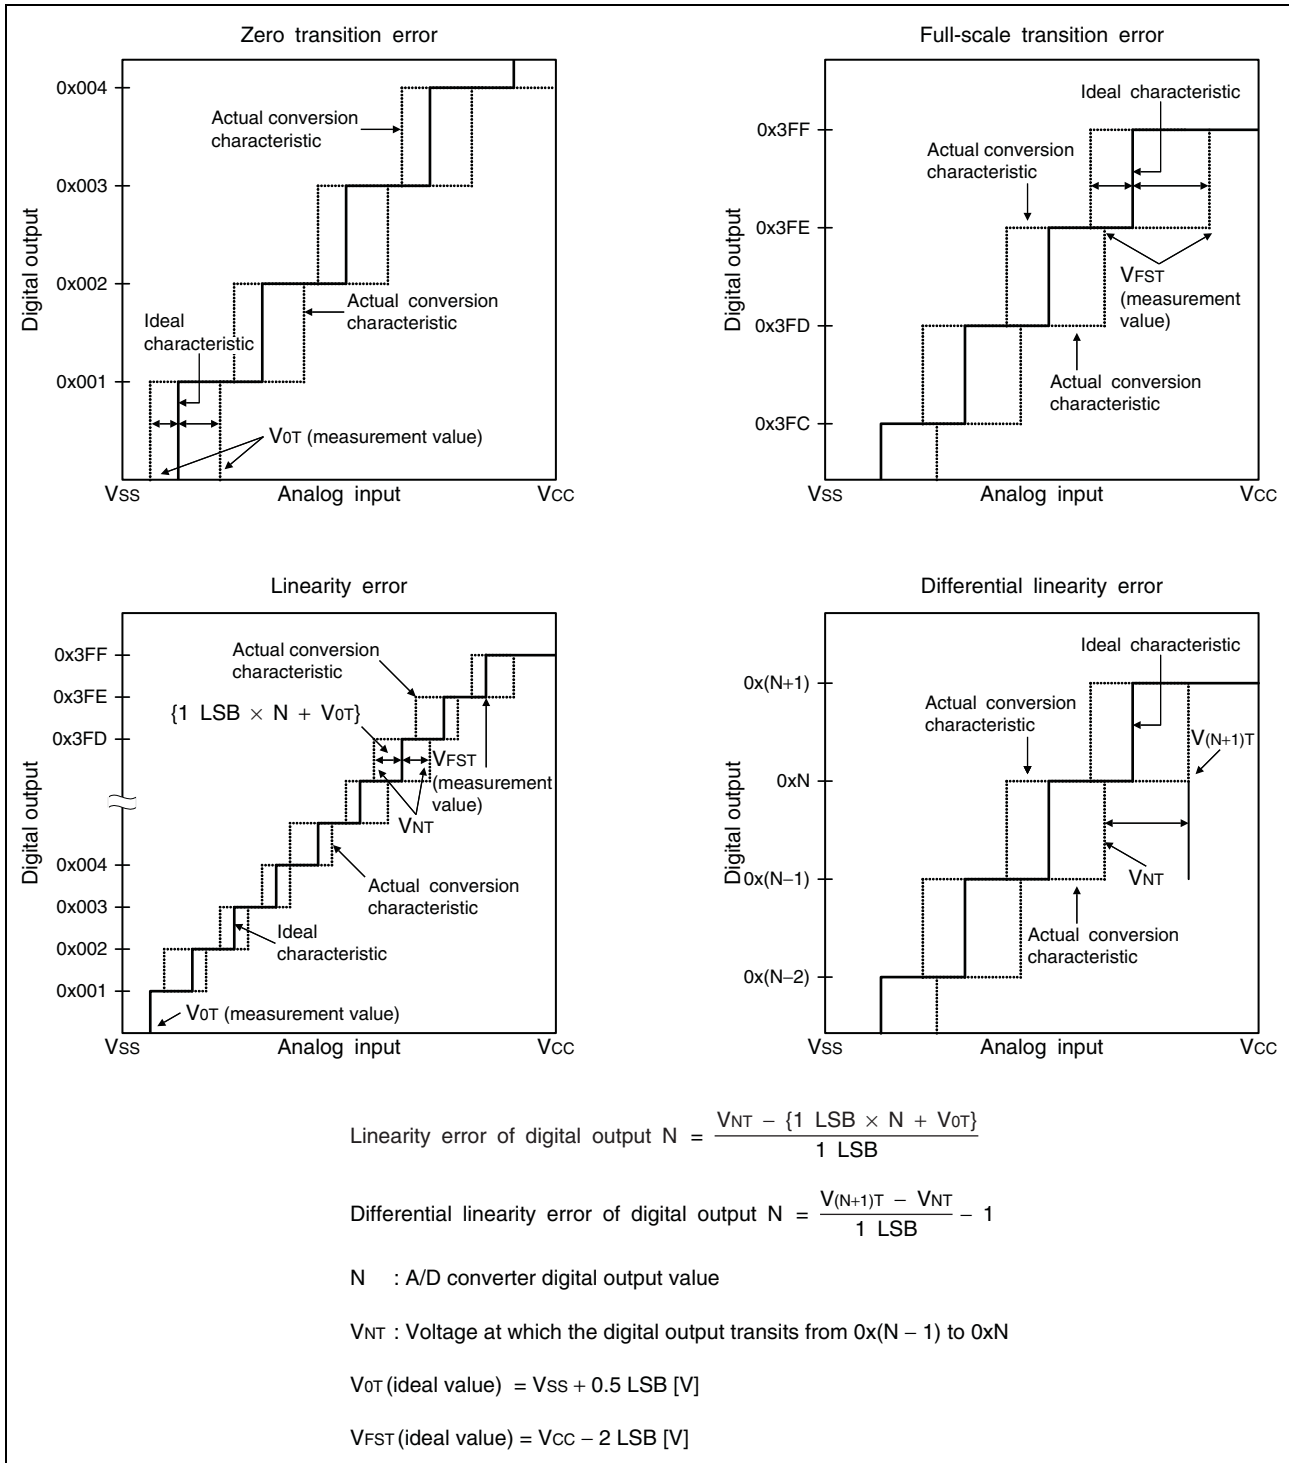 Zero transition error
0x004
0x003
0x002
0x001
Digital output
Actual conversion
characteristic
Actual conversion
characteristic
Ideal
characteristic
V0T (measurement value)
VSS
Analog input
VCC
Full-scale transition error
0x3FF
0x3FE
0x3FD
0x3FC
Digital output
Ideal characteristic
Actual conversion
characteristic
VFST
(measurement
value)
Actual conversion
characteristic
VSS
Analog input
VCC
Linearity error
0x3FF
0x3FE
0x3FD
0x004
0x003
0x002
0x001
Digital output
Actual conversion
characteristic
{1 LSB × N + V0T}
VFST
(measurement
value)
VNT
Actual conversion
characteristic
Ideal
characteristic
V0T (measurement value)
VSS
Analog input
VCC
Differential linearity error
0x(N+1)
0xN
0x(N−1)
0x(N−2)
Digital output
Ideal characteristic
Actual conversion
characteristic
V(N+1)T
VNT
Actual conversion
characteristic
VSS
Analog input
VCC
Linearity error of digital output N = VNT − {1 LSB × N + V0T}
1 LSB
Differential linearity error of digital output N = V(N+1)T − VNT
1 LSB − 1
N : A/D converter digital output value
VNT : Voltage at which the digital output transits from 0x(N − 1) to 0xN
V0T (ideal value) = VSS + 0.5 LSB [V]
VFST (ideal value) = VCC − 2 LSB [V]